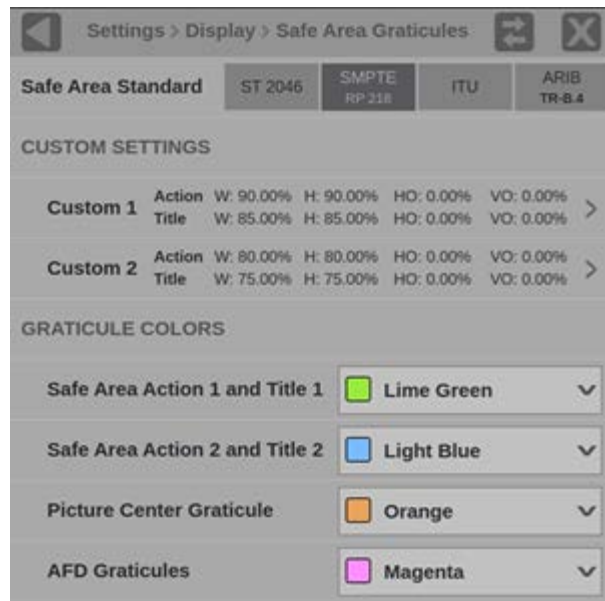 Settings > Display > Safe Area Graticules
Safe Area Standard ST 2046 SMPTE RP 218 ITU ARIB TR-B.4
CUSTOM SETTINGS
Custom 1
Action W: 90.00% H: 90.00% HO: 0.00% VO: 0.00%
Title W: 85.00% H: 85.00% HO: 0.00% VO: 0.00%
Custom 2
Action W: 80.00% H: 80.00% HO: 0.00% VO: 0.00%
Title W: 75.00% H: 75.00% HO: 0.00% VO: 0.00%
GRATICULE COLORS
Safe Area Action 1 and Title 1 Lime Green
Safe Area Action 2 and Title 2 Light Blue
Picture Center Graticule Orange
AFD Graticules Magenta